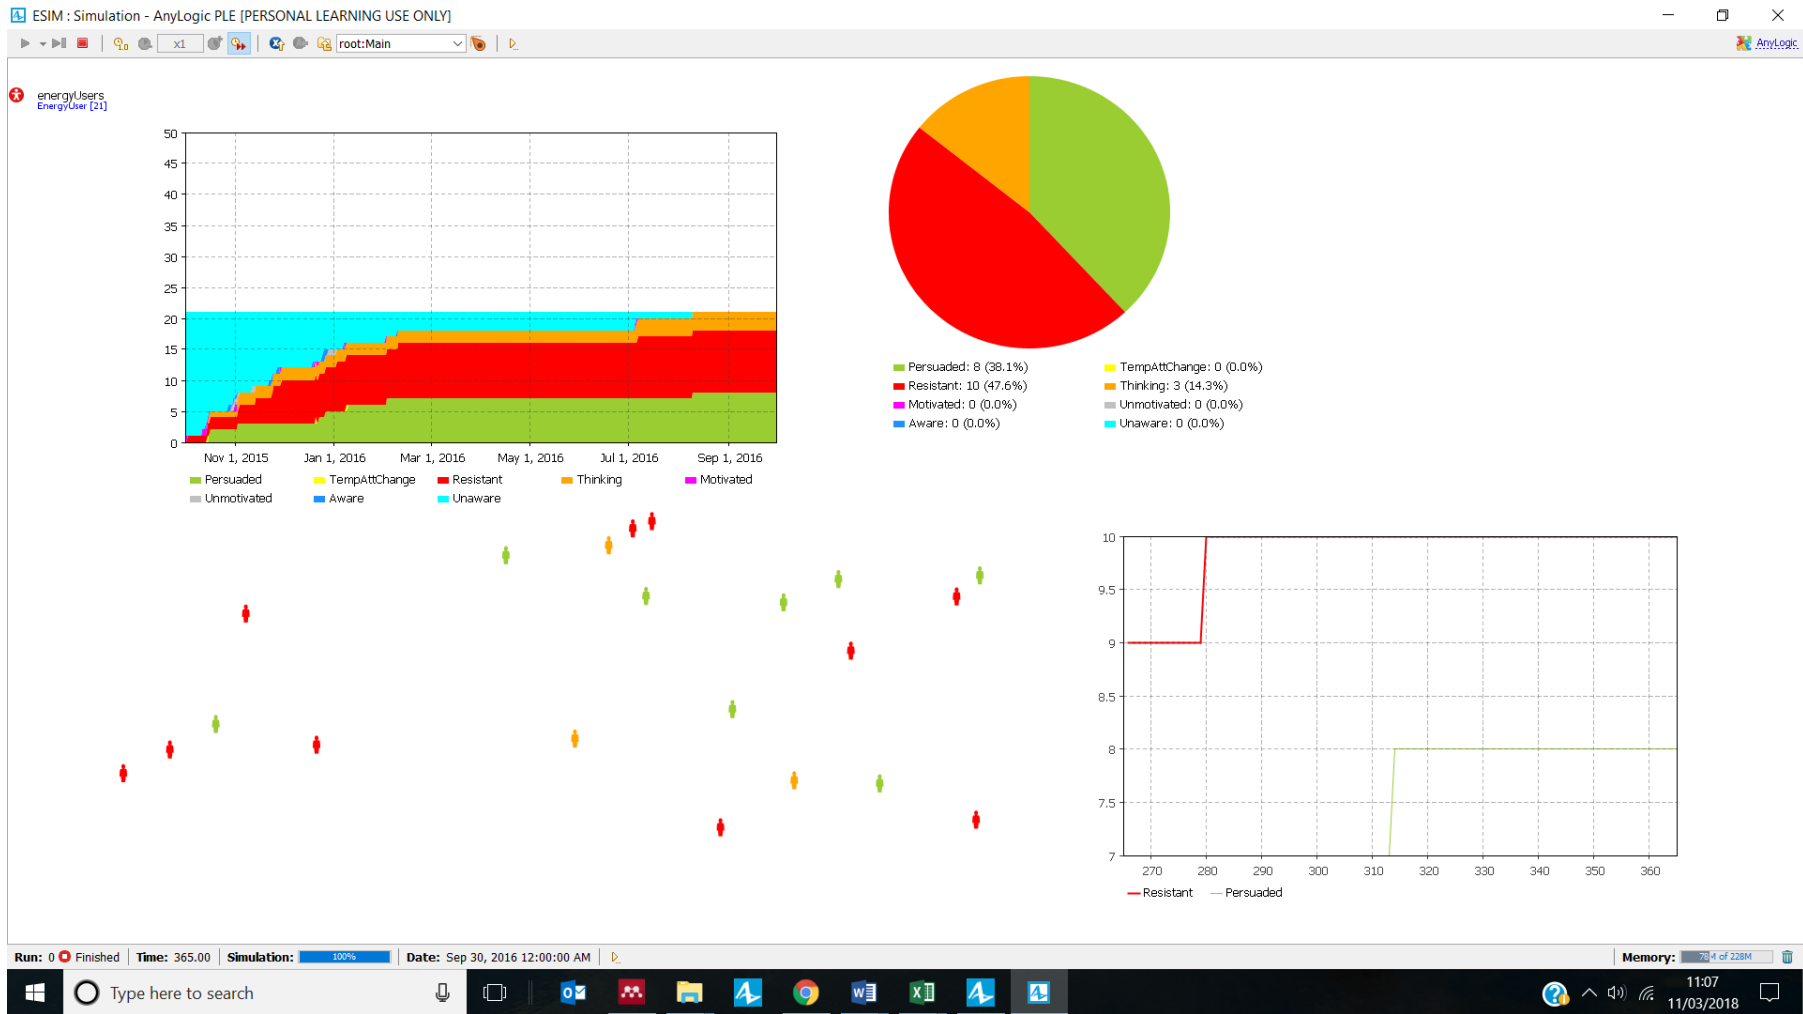 ESIM : Simulation - AnyLogic PLE [PERSONAL LEARNING USE ONLY]
x1
root:Main
AnyLogic
energyUsers
EnergyUser [21]
50
45
40
35
30
25
20
15
10
5
0
Nov 1, 2015 Jan 1, 2016 Mar 1, 2016 May 1, 2016 Jul 1, 2016 Sep 1, 2016
Persuaded TempAttChange Resistant Thinking Motivated
Unmotivated Aware Unaware
Persuaded: 8 (38.1%) TempAttChange: 0 (0.0%)
Resistant: 10 (47.6%) Thinking: 3 (14.3%)
Motivated: 0 (0.0%) Unmotivated: 0 (0.0%)
Aware: 0 (0.0%) Unaware: 0 (0.0%)
10
9.5
9
8.5
8
7.5
7
270 280 290 300 310 320 330 340 350 360
Resistant Persuaded
Run: 0 Finished Time: 365.00 Simulation: 100% Date: Sep 30, 2016 12:00:00 AM Memory: 78M of 228M
Type here to search
11:07
11/03/2018